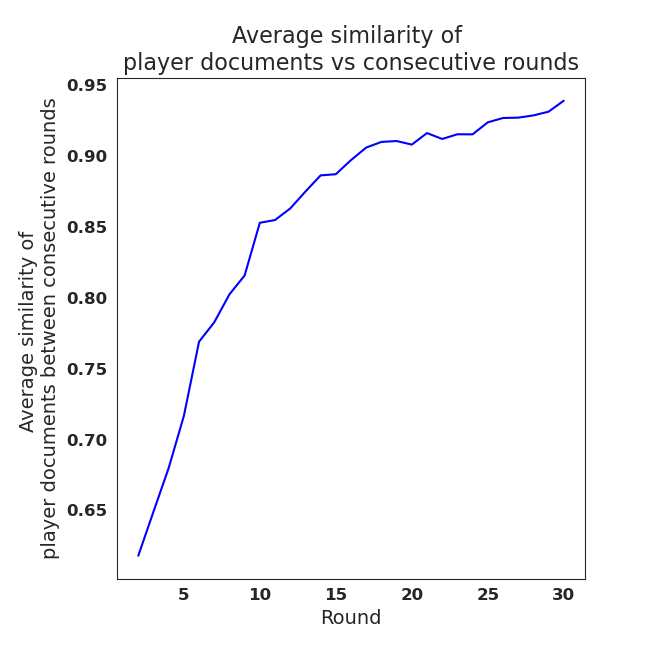 Average similarity of
player documents vs consecutive rounds
Average similarity of
player documents between consecutive rounds
0.95
0.90
0.85
0.80
0.75
0.70
0.65
5 10 15 20 25 30
Round